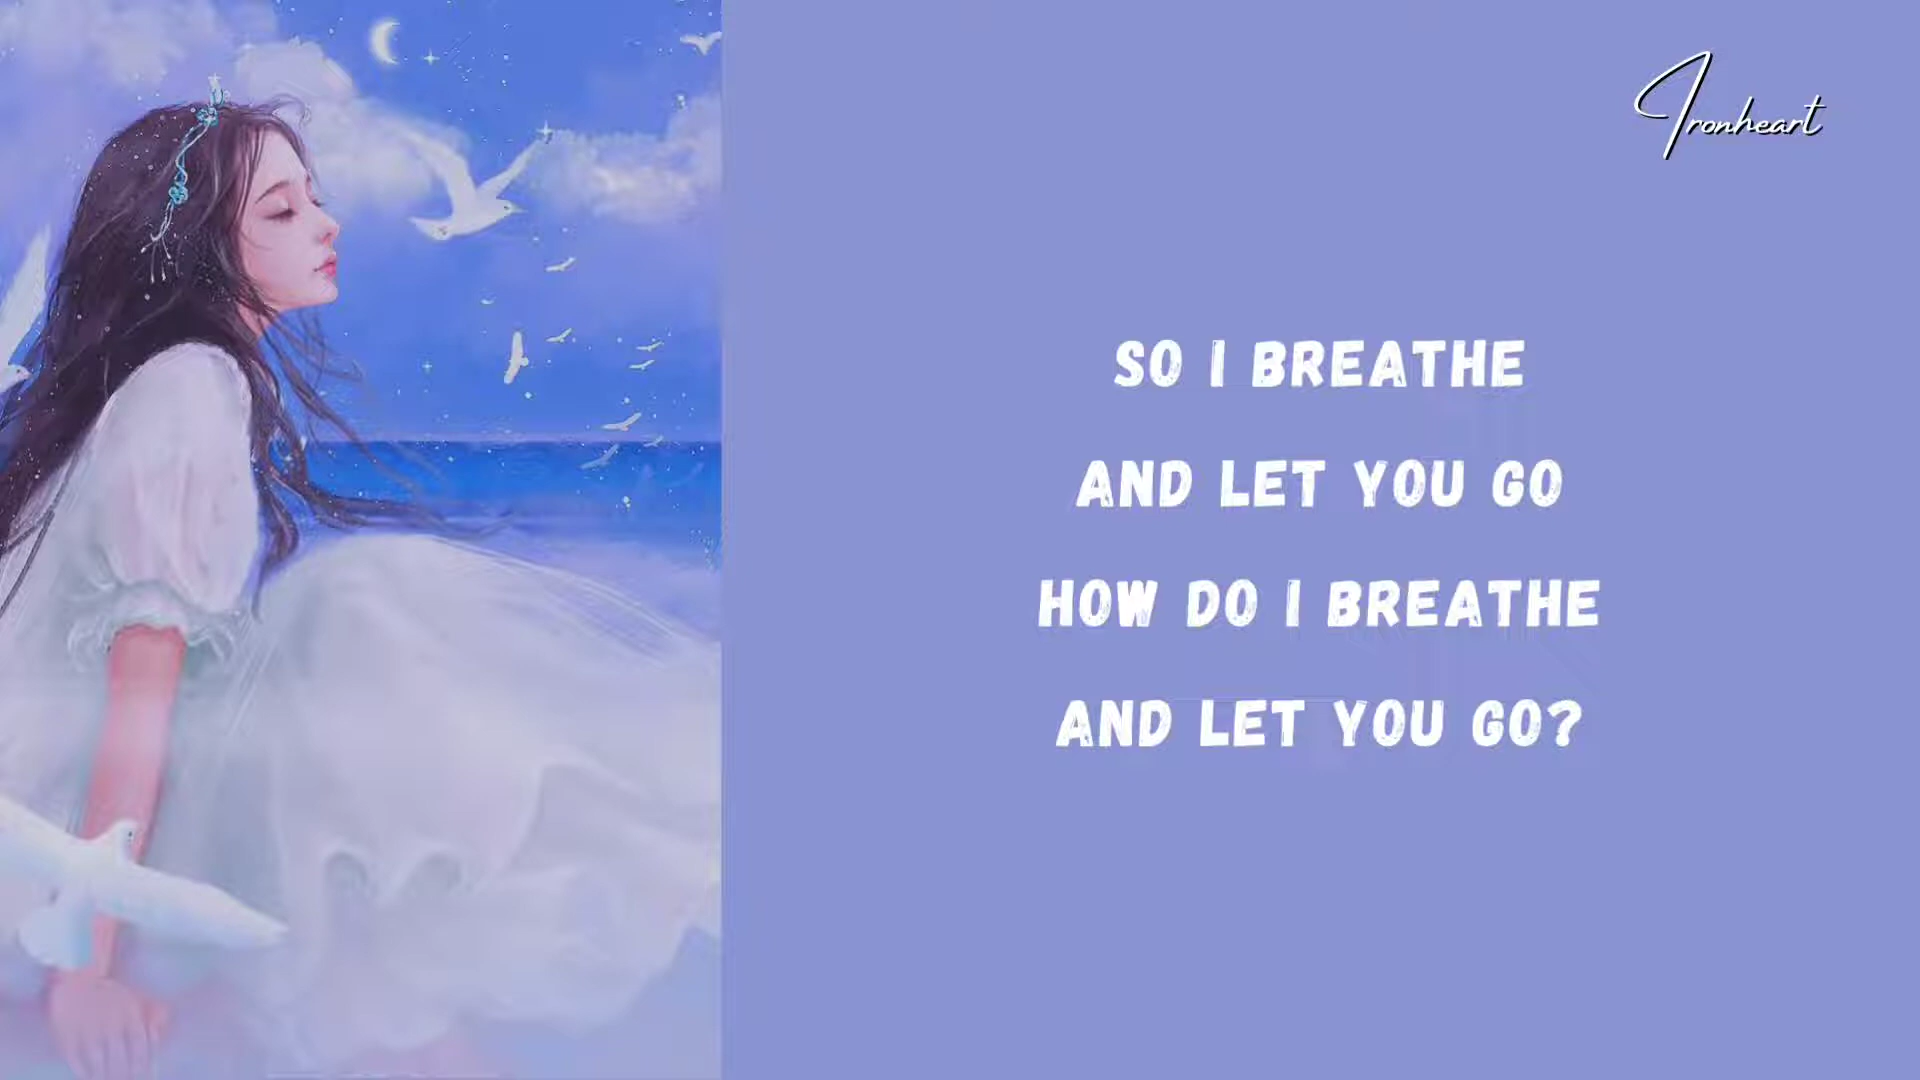 Ironheart
SO I BREATHE
AND LET YOU GO
HOW DO I BREATHE
AND LET YOU GO?